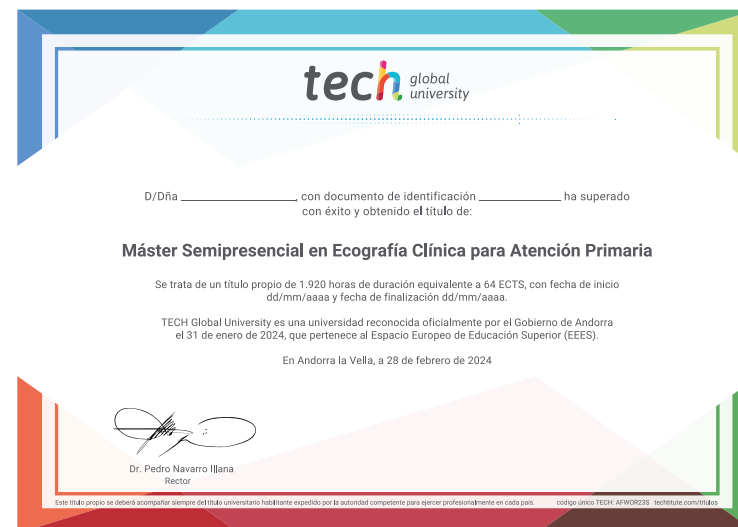 tech global university
D/Dña ____________, con documento de identificación ____________ ha superado
con éxito y obtenido el título de:
Máster Semipresencial en Ecografía Clínica para Atención Primaria
Se trata de un título propio de 1.920 horas de duración equivalente a 64 ECTS, con fecha de inicio
dd/mm/aaaa y fecha de finalización dd/mm/aaaa.
TECH Global University es una universidad reconocida oficialmente por el Gobierno de Andorra
el 31 de enero de 2024, que pertenece al Espacio Europeo de Educación Superior (EEES).
En Andorra la Vella, a 28 de febrero de 2024
Dr. Pedro Navarro Illana
Rector
Este título propio se deberá acompañar siempre del título universitario habilitante expedido por la autoridad competente para ejercer profesionalmente en cada país. código único TECH: AFWOR23S techtitute.com/titulos